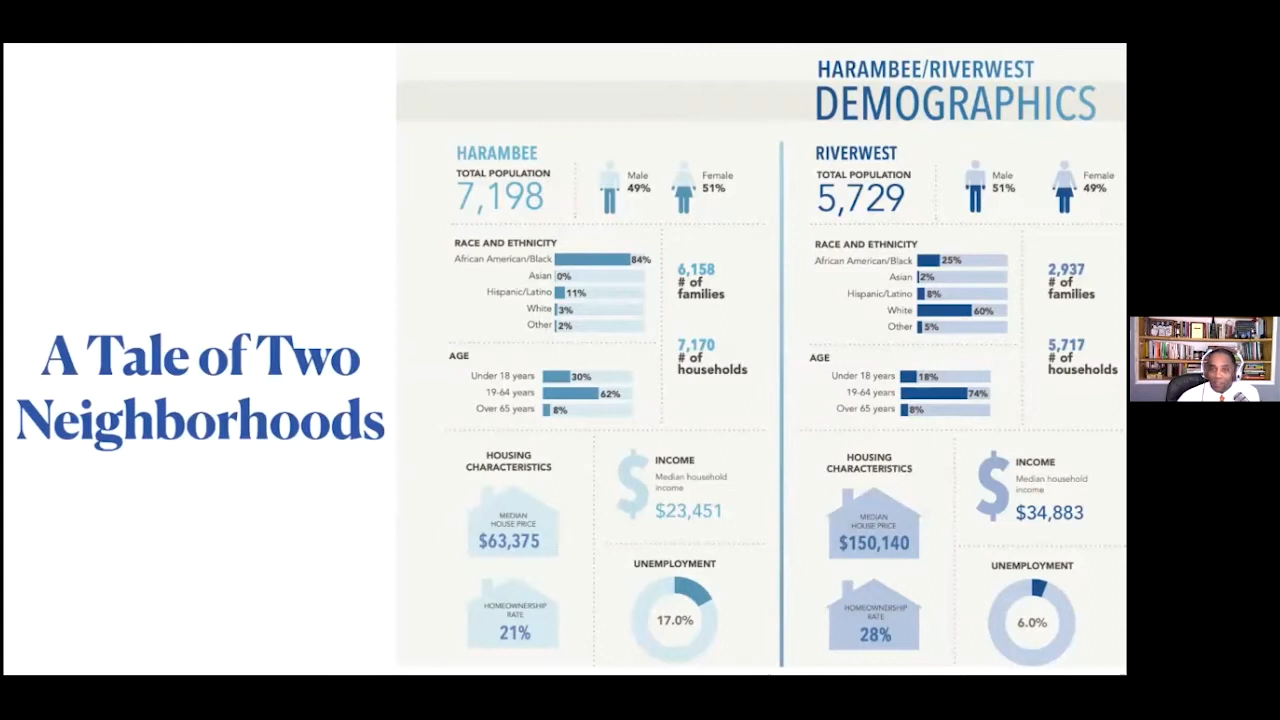 A Tale of Two
Neighborhoods
HARAMBEE/RIVERWEST
DEMOGRAPHICS
HARAMBEE
TOTAL POPULATION
7,198
Male
49%
Female
51%
RACE AND ETHNICITY
African American/Black 84%
Asian 0%
Hispanic/Latino 11%
White 3%
Other 2%
6,158
# of
families
7,170
# of
households
AGE
Under 18 years 30%
19-64 years 62%
Over 65 years 8%
HOUSING
CHARACTERISTICS
MEDIAN
HOUSE PRICE
$63,375
HOMEOWNERSHIP
RATE
21%
$
INCOME
Median household
income
$23,451
UNEMPLOYMENT
17.0%
RIVERWEST
TOTAL POPULATION
5,729
Male
51%
Female
49%
RACE AND ETHNICITY
African American/Black 25%
Asian 2%
Hispanic/Latino 8%
White 60%
Other 5%
2,937
# of
families
5,717
# of
households
AGE
Under 18 years 18%
19-64 years 74%
Over 65 years 8%
HOUSING
CHARACTERISTICS
MEDIAN
HOUSE PRICE
$150,140
HOMEOWNERSHIP
RATE
28%
$
INCOME
Median household
income
$34,883
UNEMPLOYMENT
6.0%